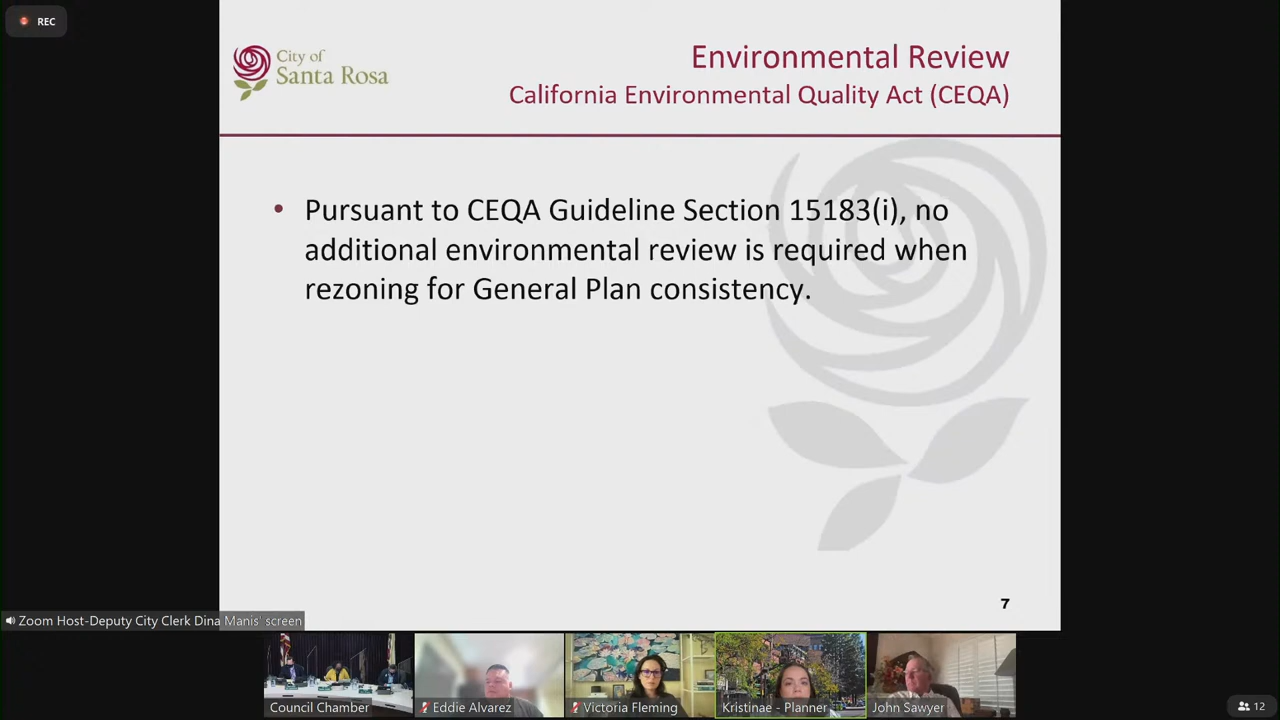 REC
City of
Santa Rosa
Environmental Review
California Environmental Quality Act (CEQA)
• Pursuant to CEQA Guideline Section 15183(i), no
additional environmental review is required when
rezoning for General Plan consistency.
7
Zoom Host-Deputy City Clerk Dina Manis' screen
Council Chamber
Eddie Alvarez
Victoria Fleming
Kristinae - Planner
John Sawyer
12